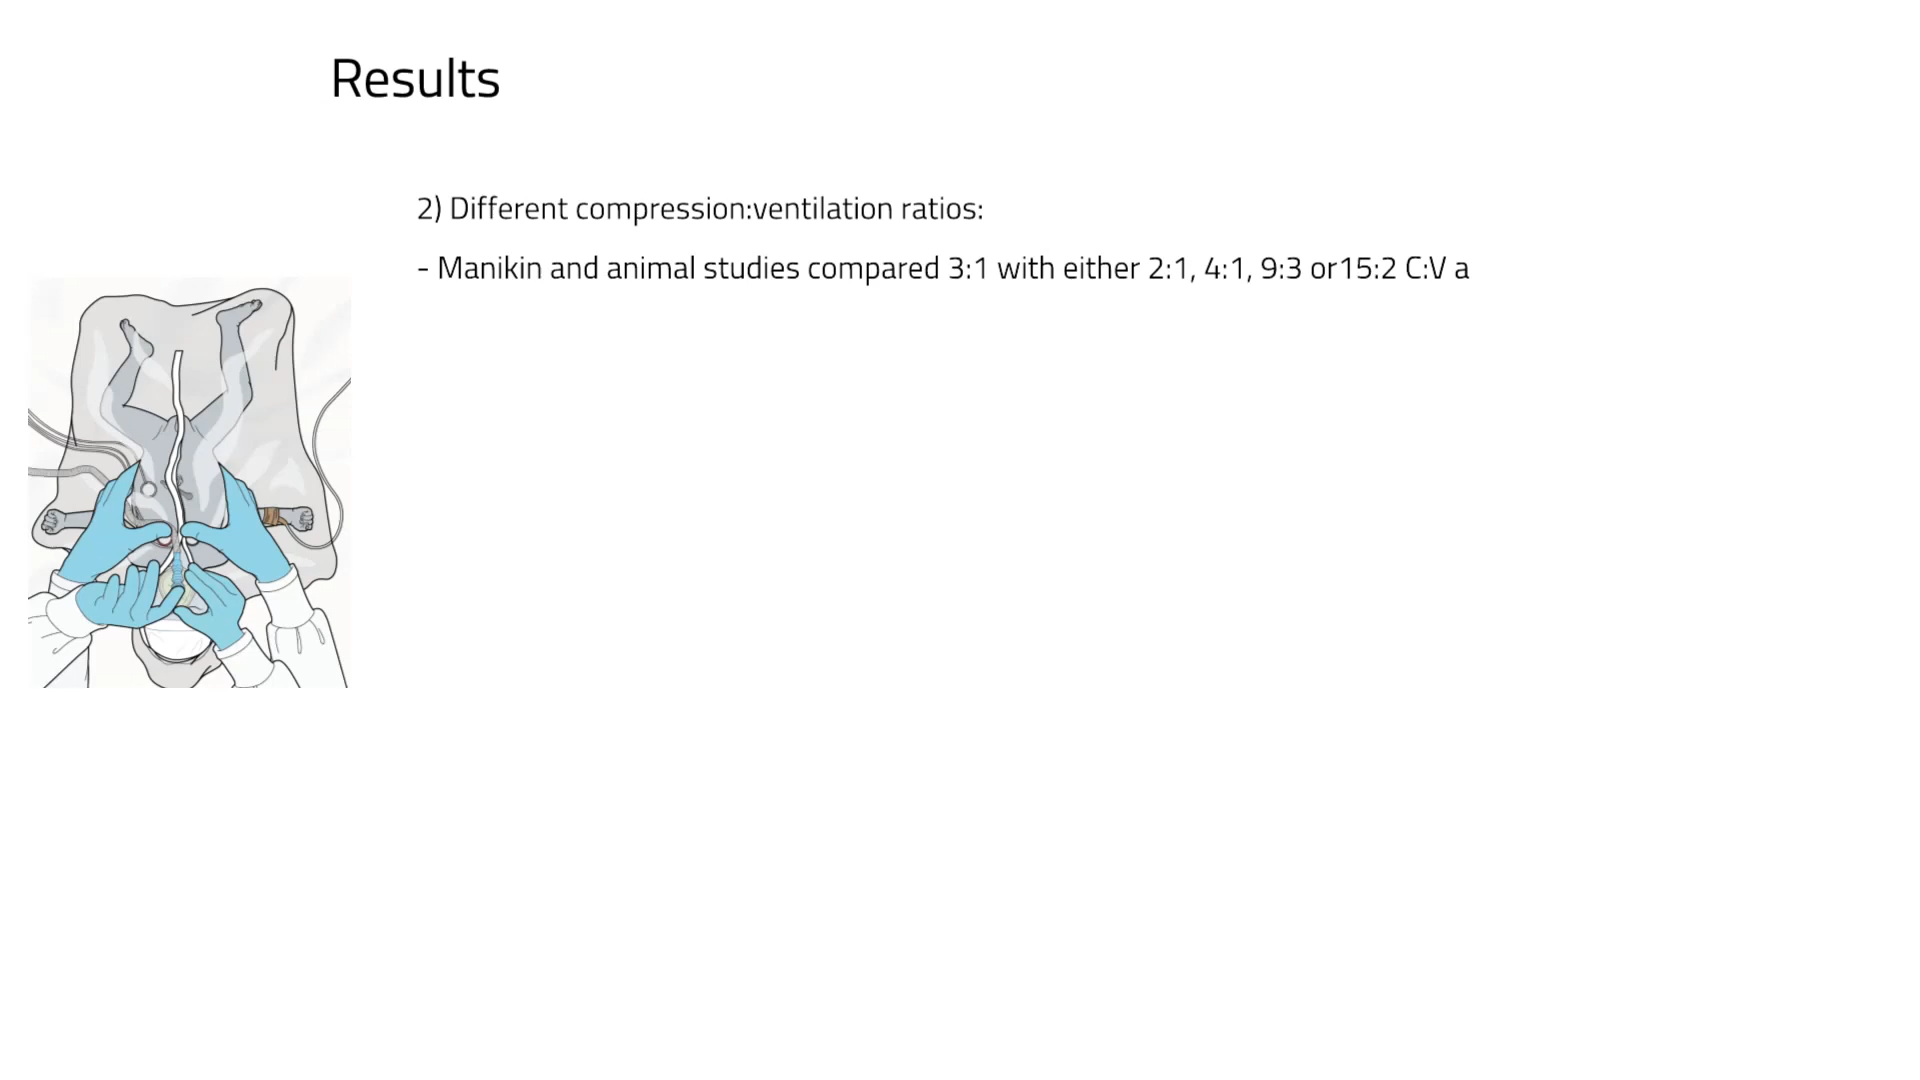 Results
2) Different compression:ventilation ratios:
- Manikin and animal studies compared 3:1 with either 2:1, 4:1, 9:3 or15:2 C:V a